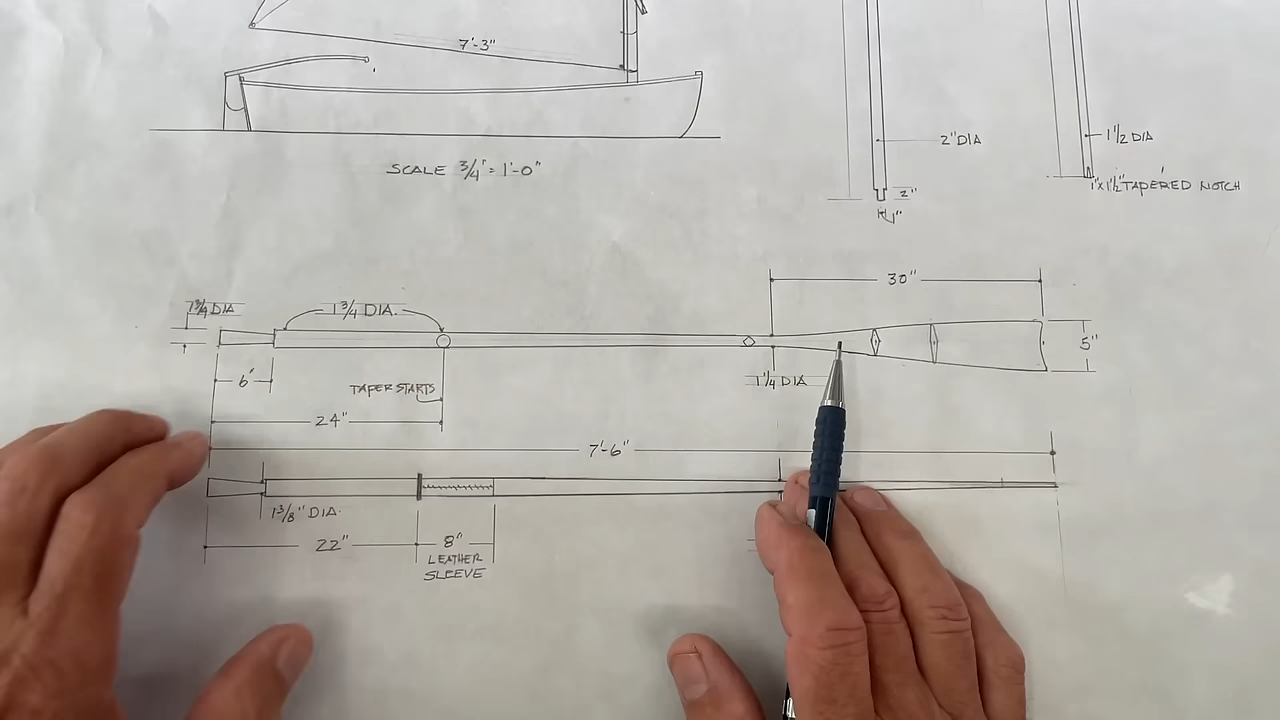 7'-3"
SCALE 3/4" = 1'-0"
2" DIA
2"
1"
1 1/2 DIA
1" x 1 1/2" TAPERED NOTCH
30"
1 3/4 DIA
1 3/4 DIA.
5"
6"
TAPER STARTS
1 1/4 DIA
24"
7'-6"
1 3/8" DIA.
22"
8"
LEATHER
SLEEVE